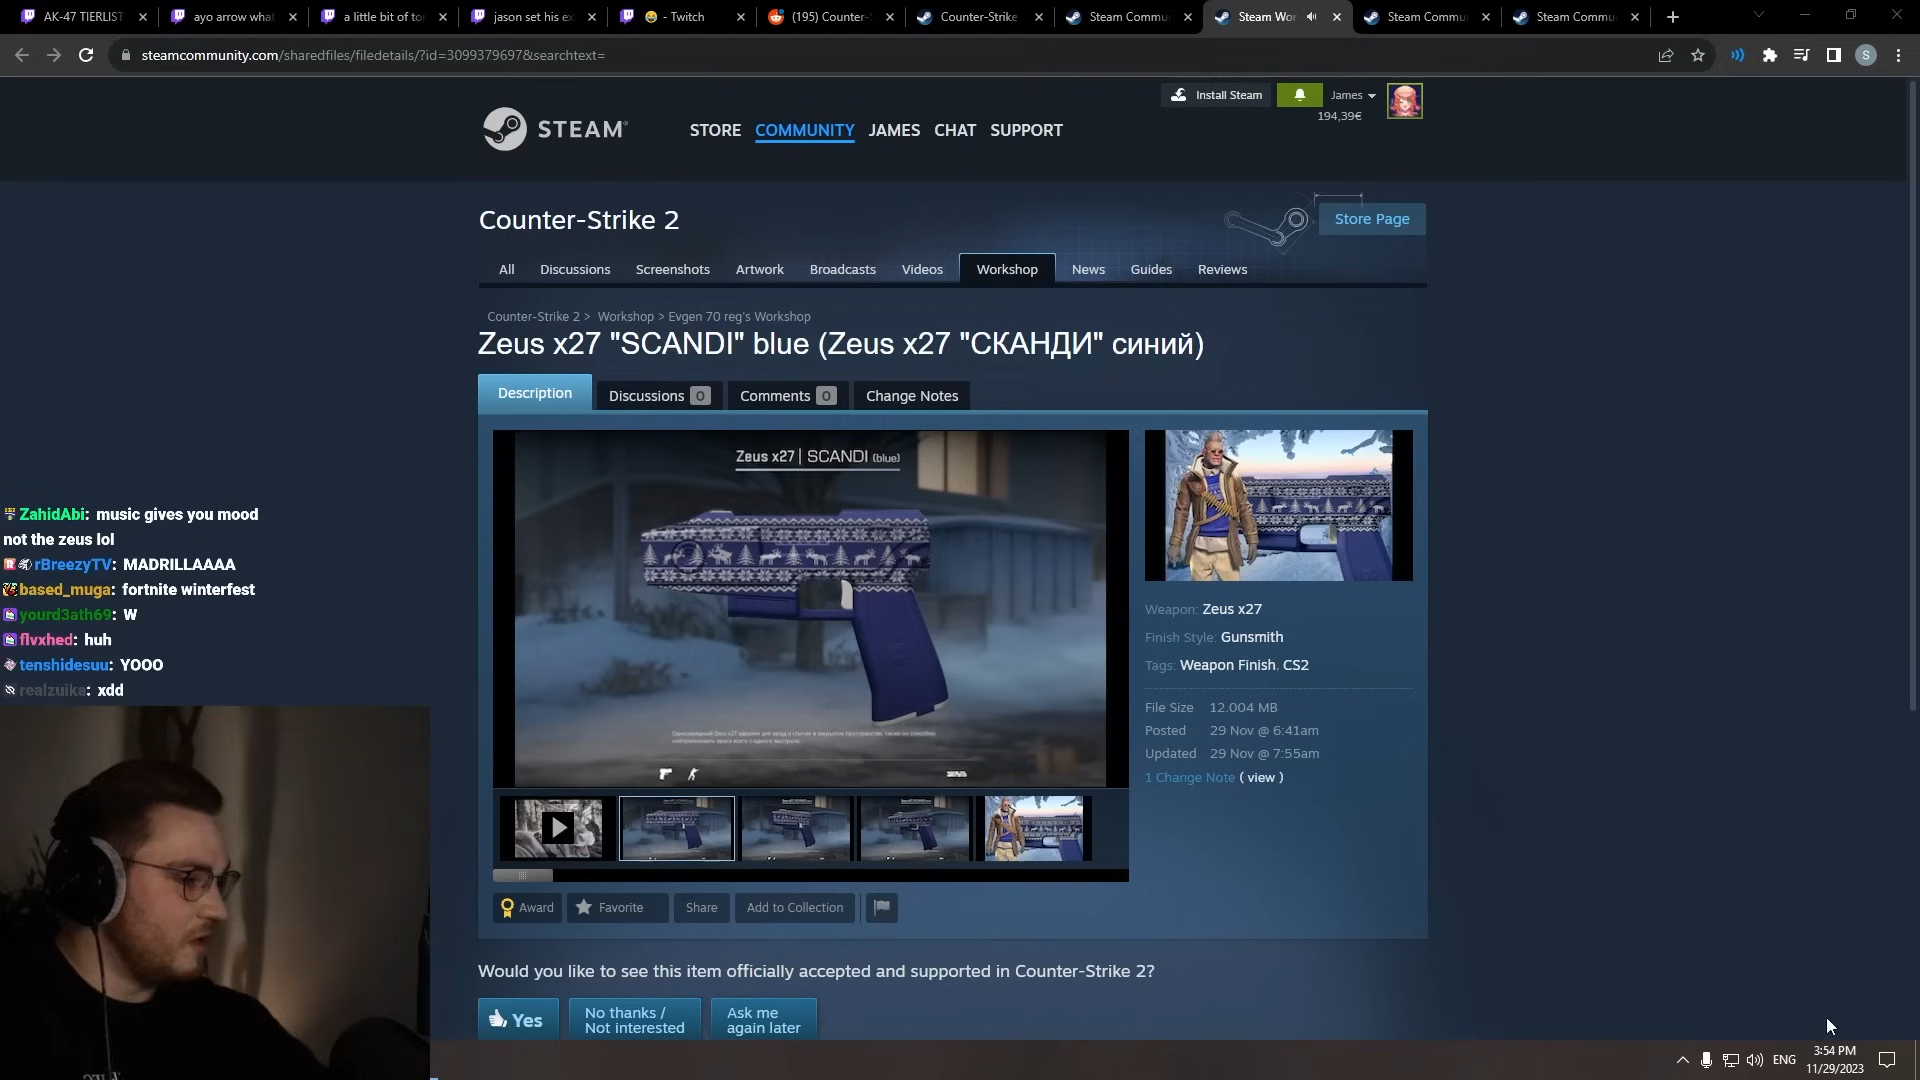 AK-47 TIERLIST
ayo arrow what
a little bit of to
jason set his ex
- Twitch
(195) Counter-
Counter-Strike
Steam Commu
Steam Wor
Steam Commu
Steam Commu
steamcommunity.com/sharedfiles/filedetails/?id=3099379697&searchtext=
S
Install Steam
James
194,39€
STEAM
STORE COMMUNITY JAMES CHAT SUPPORT
Counter-Strike 2
Store Page
All Discussions Screenshots Artwork Broadcasts Videos Workshop News Guides Reviews
Counter-Strike 2 > Workshop > Evgen 70 reg's Workshop
Zeus x27 "SCANDI" blue (Zeus x27 "СКАНДИ" синий)
Description Discussions 0 Comments 0 Change Notes
Zeus x27 | SCANDI (blue)
Weapon: Zeus x27
Finish Style: Gunsmith
Tags: Weapon Finish, CS2
File Size 12.004 MB
Posted 29 Nov @ 6:41am
Updated 29 Nov @ 7:55am
1 Change Note ( view )
ZahidAbi: music gives you mood
not the zeus lol
rBreezyTV: MADRILLAAAA
based_muga: fortnite winterfest
yourd3ath69: W
flvxhed: huh
tenshidesuu: YOOO
realzuika: xdd
Award Favorite Share Add to Collection
Would you like to see this item officially accepted and supported in Counter-Strike 2?
Yes
No thanks /
Not interested
Ask me
again later
ENG
3:54 PM
11/29/2023